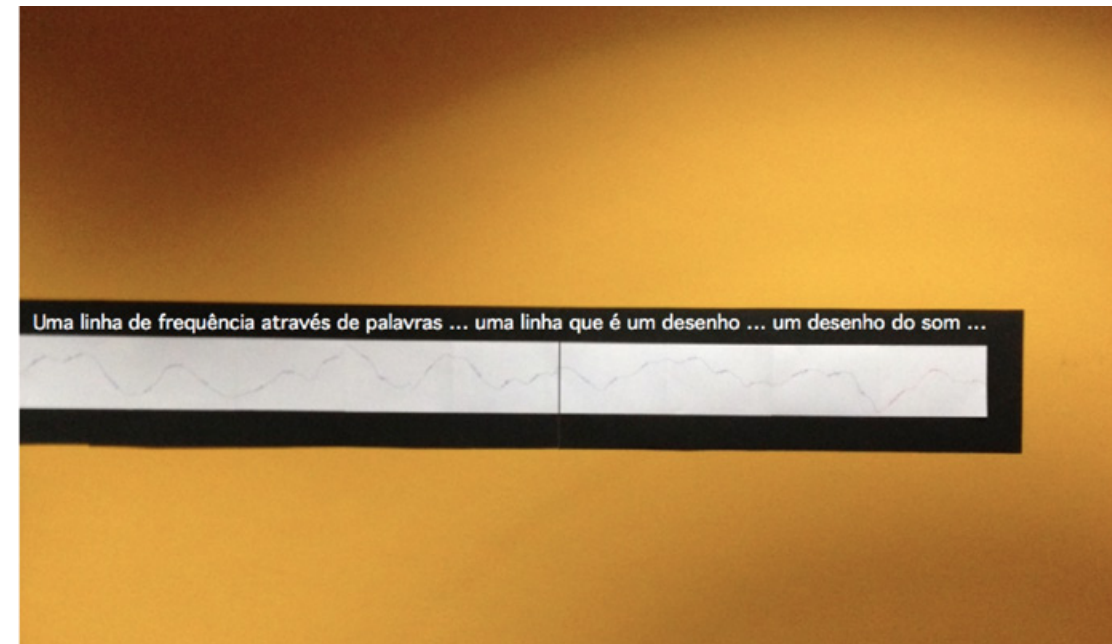 Uma linha de frequência através de palavras ... uma linha que é um desenho ... um desenho do som ...